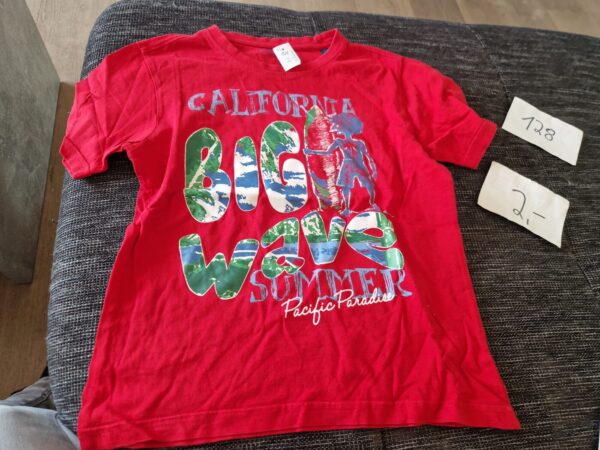 CALIFORNIA
BIG
wave
SUMMER
Pacific Paradise
128
2,-